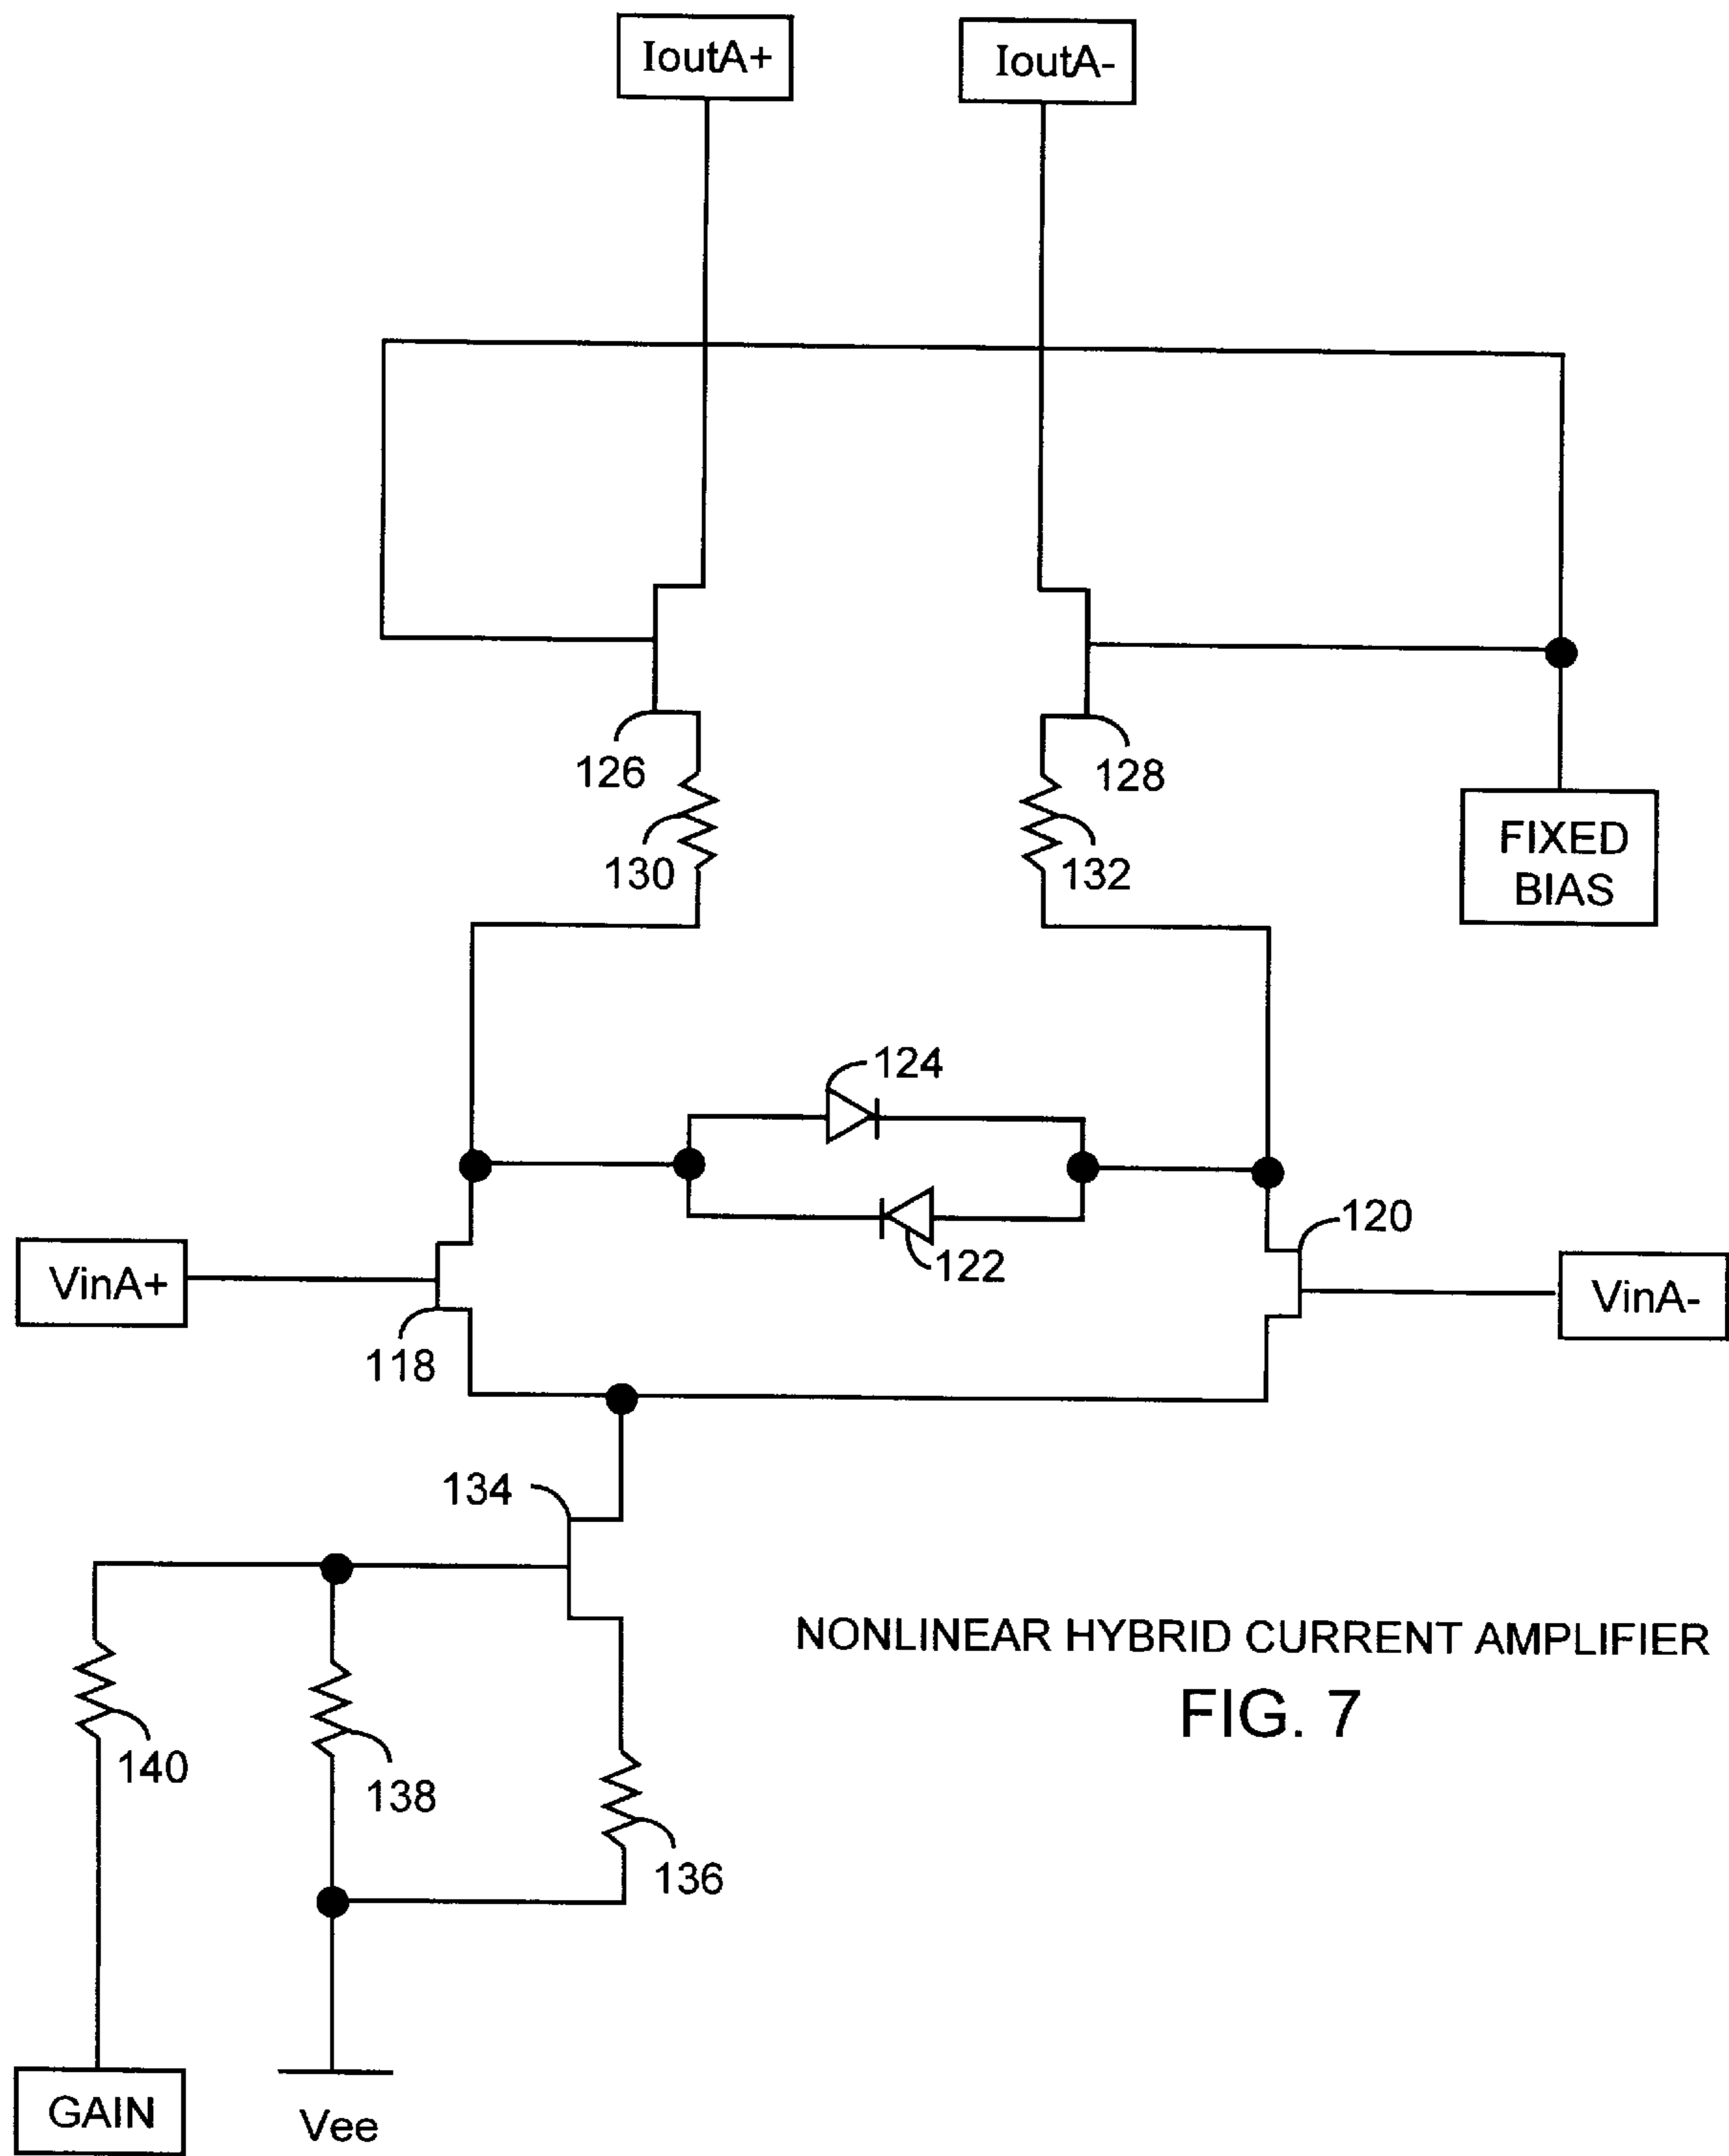 IoutA+
IoutA-
126
128
130
132
FIXED
BIAS
124
122
120
VinA+
VinA-
118
134
NONLINEAR HYBRID CURRENT AMPLIFIER
FIG. 7
140
138
136
GAIN
Vee